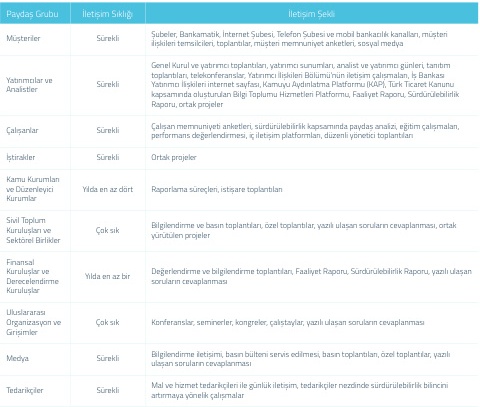 Paydaş Grubu İletişim Sıklığı İletişim Şekli
Müşteriler Sürekli Şubeler, Bankamatik, İnternet Şubesi, Telefon Şubesi ve mobil bankacılık kanalları, müşteri
ilişkileri temsilcileri, toplantılar, müşteri memnuniyet anketleri, sosyal medya
Yatırımcılar ve
Analistler
Sürekli
Genel Kurul ve yatırımcı toplantıları, yatırımcı sunumları, analist ve yatırımcı günleri, tanıtım
toplantıları, telekonferanslar, Yatırımcı İlişkileri Bölümü'nün iletişim çalışmaları, İş Bankası
Yatırımcı İlişkileri internet sayfası, Kamuyu Aydınlatma Platformu (KAP), Türk Ticaret Kanunu
kapsamında oluşturulan Bilgi Toplumu Hizmetleri Platformu, Faaliyet Raporu, Sürdürülebilirlik
Raporu, ortak projeler
Çalışanlar Sürekli Çalışan memnuniyeti anketleri, sürdürülebilirlik kapsamında paydaş analizi, eğitim çalışmaları,
performans değerlendirmesi, iç iletişim platformları, düzenli yönetici toplantıları
İştirakler Sürekli Ortak projeler
Kamu Kurumları
ve Düzenleyici
Kurumlar
Yılda en az dört Raporlama süreçleri, istişare toplantıları
Sivil Toplum
Kuruluşları ve
Sektörel Birlikler
Çok sık
Bilgilendirme ve basın toplantıları, özel toplantılar, yazılı ulaşan soruların cevaplanması, ortak
yürütülen projeler
Finansal
Kuruluşlar ve
Derecelendirme
Kuruluşlar
Yılda en az bir
Değerlendirme ve bilgilendirme toplantıları, Faaliyet Raporu, Sürdürülebilirlik Raporu, yazılı ulaşan
soruların cevaplanması
Uluslararası
Organizasyon ve
Girişimler
Çok sık Konferanslar, seminerler, kongreler, çalıştaylar, yazılı ulaşan soruların cevaplanması
Medya Sürekli Bilgilendirme iletişimi, basın bülteni servis edilmesi, basın toplantıları, özel toplantılar, yazılı
ulaşan soruların cevaplanması
Tedarikçiler Sürekli Mal ve hizmet tedarikçileri ile günlük iletişim, tedarikçiler nezdinde sürdürülebilirlik bilincini
artırmaya yönelik çalışmalar